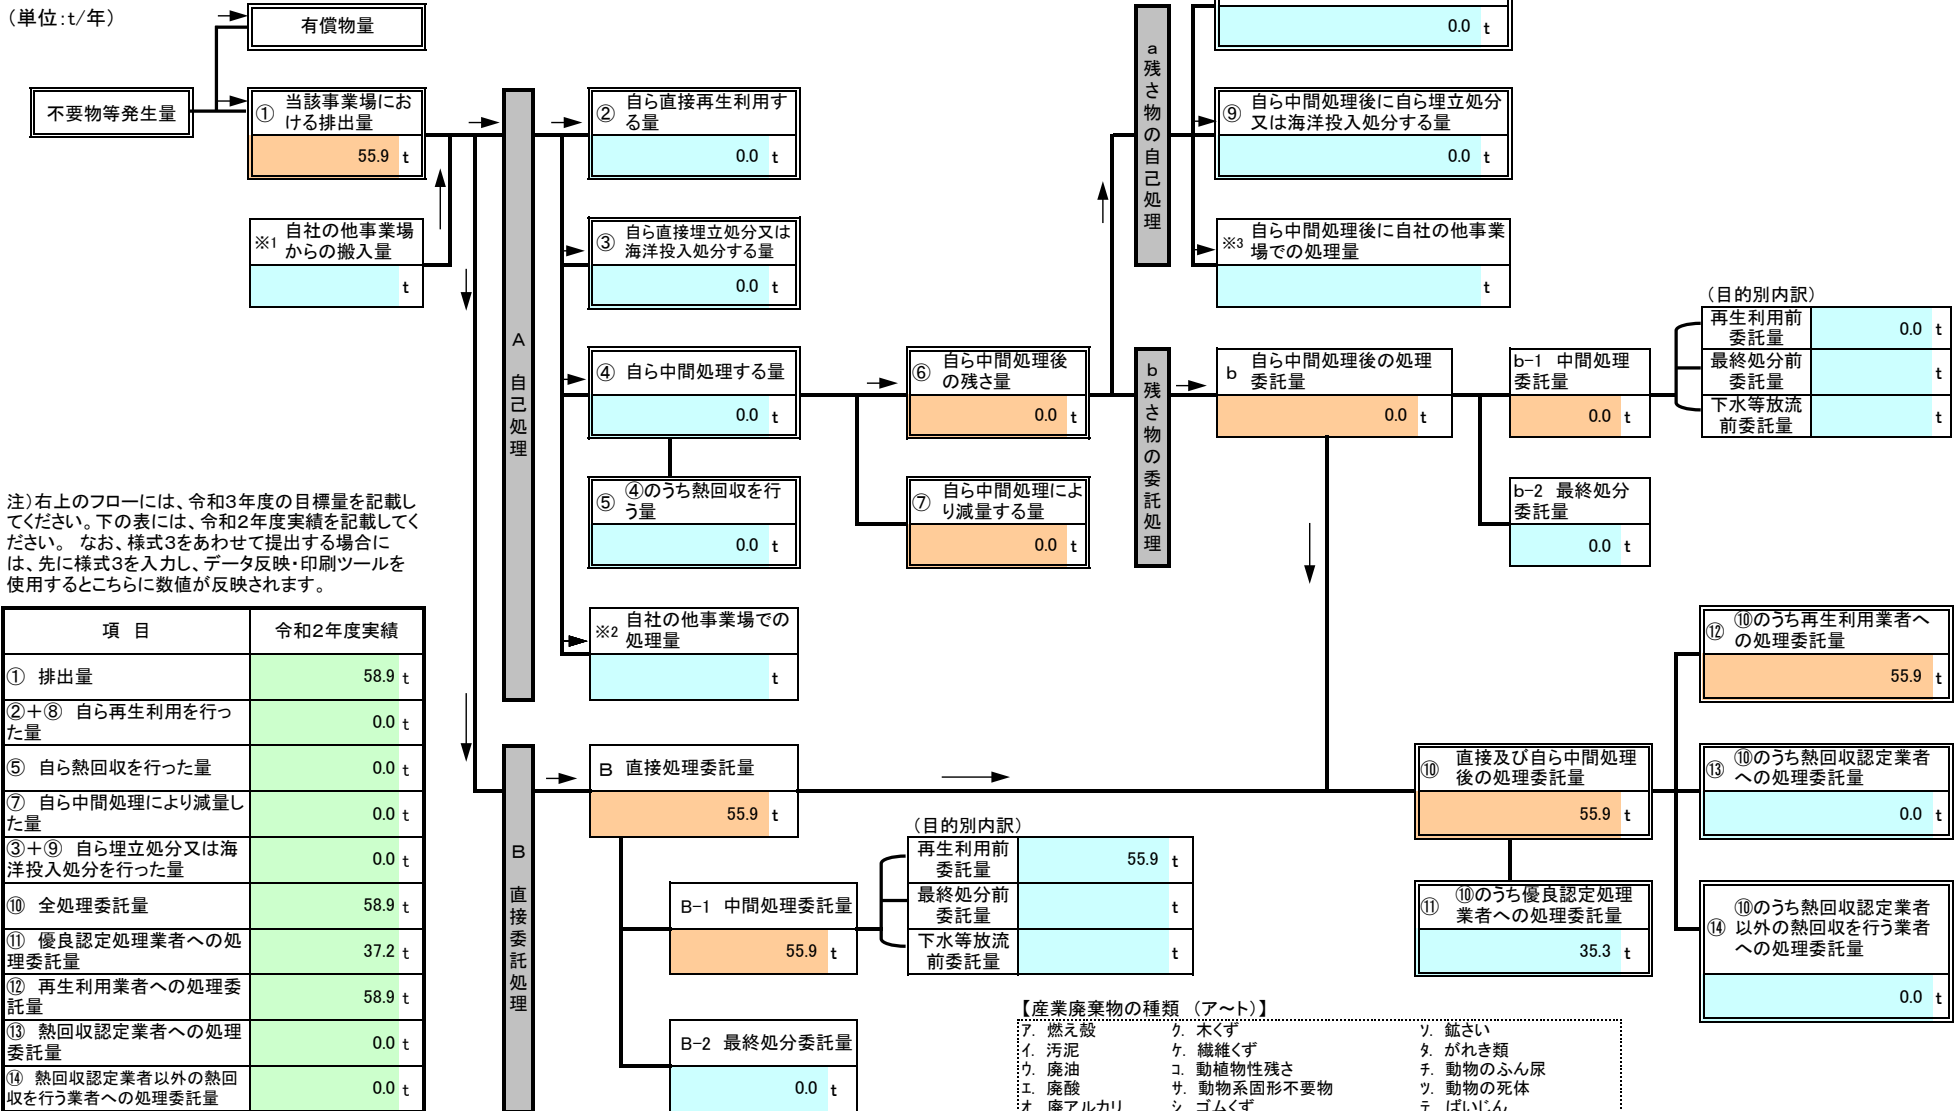 （単位：t/年）
有償物量
不要物等発生量
① 当該事業場にお
ける排出量
55.9 t
※1 自社の他事業場
からの搬入量
t
A
自己処理
② 自ら直接再生利用す
る量
0.0 t
③ 自ら直接埋立処分又は
海洋投入処分する量
0.0 t
④ 自ら中間処理する量
0.0 t
⑤ ④のうち熱回収を行
う量
0.0 t
※2 自社の他事業場での
処理量
t
⑥ 自ら中間処理後
の残さ量
0.0 t
⑦ 自ら中間処理によ
り減量する量
0.0 t
a残さ物の自己処理
0.0 t
⑨ 自ら中間処理後に自ら埋立処分
又は海洋投入処分する量
0.0 t
※3 自ら中間処理後に自社の他事業
場での処理量
t
b残さ物の委託処理
b 自ら中間処理後の処理
委託量
0.0 t
b-1 中間処理
委託量
0.0 t
（目的別内訳）
再生利用前
委託量
0.0 t
最終処分前
委託量
t
下水等放流
前委託量
t
b-2 最終処分
委託量
0.0 t
注）右上のフローには、令和3年度の目標量を記載し
てください。下の表には、令和2年度実績を記載してく
ださい。 なお、様式3をあわせて提出する場合に
は、先に様式3を入力し、データ反映・印刷ツールを
使用するとこちらに数値が反映されます。
項 目 令和2年度実績
① 排出量 58.9 t
②＋⑧ 自ら再生利用を行っ
た量 0.0 t
⑤ 自ら熱回収を行った量 0.0 t
⑦ 自ら中間処理により減量し
た量 0.0 t
③＋⑨ 自ら埋立処分又は海
洋投入処分を行った量 0.0 t
⑩ 全処理委託量 58.9 t
⑪ 優良認定処理業者への処
理委託量 37.2 t
⑫ 再生利用業者への処理委
託量 58.9 t
⑬ 熱回収認定業者への処理
委託量 0.0 t
⑭ 熱回収認定業者以外の熱回
収を行う業者への処理委託量 0.0 t
B
直接委託処理
B 直接処理委託量
55.9 t
B-1 中間処理委託量
55.9 t
（目的別内訳）
再生利用前
委託量
55.9 t
最終処分前
委託量
t
下水等放流
前委託量
t
B-2 最終処分委託量
0.0 t
⑩ 直接及び自ら中間処理
後の処理委託量
55.9 t
⑪ ⑩のうち優良認定処理
業者への処理委託量
35.3 t
⑫ ⑩のうち再生利用業者へ
の処理委託量
55.9 t
⑬ ⑩のうち熱回収認定業者
への処理委託量
0.0 t
⑭ ⑩のうち熱回収認定業者
以外の熱回収を行う業者
への処理委託量
0.0 t
【産業廃棄物の種類 （ア～ト）】
ア. 燃え殻 ク. 木くず ソ. 鉱さい
イ. 汚泥 ケ. 繊維くず タ. がれき類
ウ. 廃油 コ. 動植物性残さ チ. 動物のふん尿
エ. 廃酸 サ. 動物系固形不要物 ツ. 動物の死体
オ. 廃アルカリ シ. ゴムくず テ. ばいじん